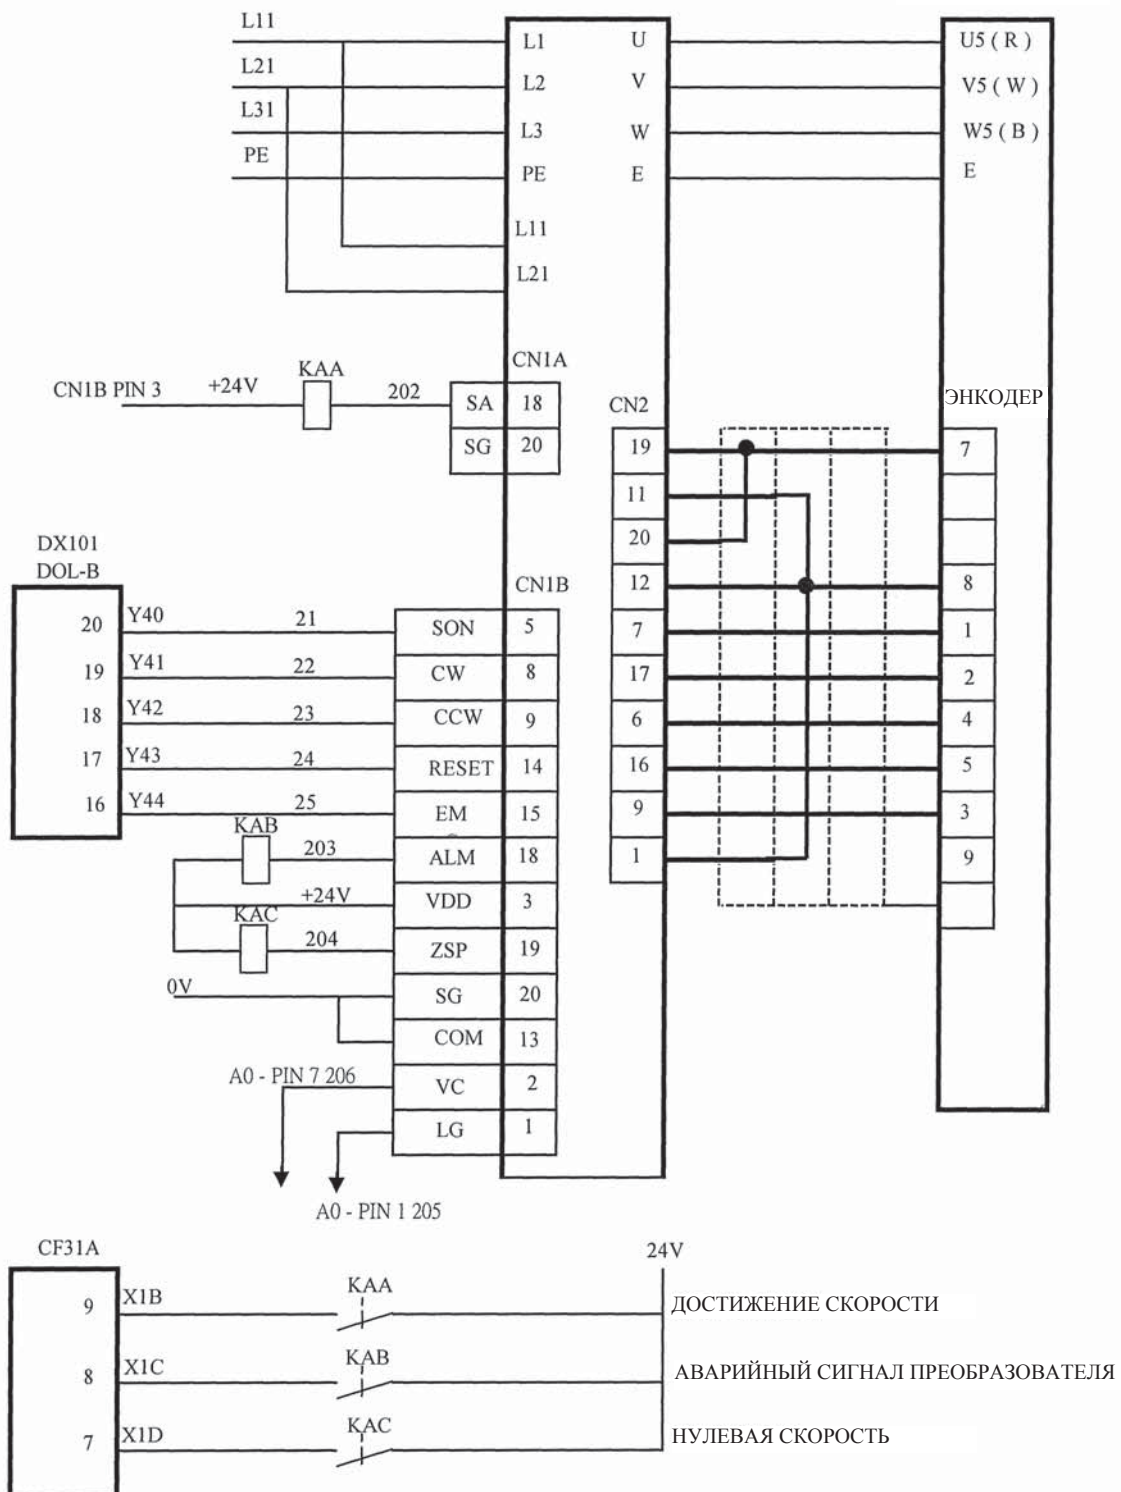 L11
L1 U U5 ( R )
L21
L2 V V5 ( W )
L31
L3 W W5 ( B )
PE
PE E E
L11
L21
CN1A
KAA
CN1B PIN 3 +24V 202 SA 18
SG 20
CN2
ЭНКОДЕР
19 7
11
20
12 8
7 1
17 2
6 4
16 5
9 3
1 9
DX101
DOL-B
CN1B
20 Y40 21 SON 5
19 Y41 22 CW 8
18 Y42 23 CCW 9
17 Y43 24 RESET 14
16 Y44 25 EM 15
KAB
203 ALM 18
+24V VDD 3
KAC
204 ZSP 19
0V SG 20
COM 13
A0 - PIN 7 206 VC 2
LG 1
A0 - PIN 1 205
CF31A
24V
9 X1B KAA ДОСТИЖЕНИЕ СКОРОСТИ
8 X1C KAB АВАРИЙНЫЙ СИГНАЛ ПРЕОБРАЗОВАТЕЛЯ
7 X1D KAC НУЛЕВАЯ СКОРОСТЬ